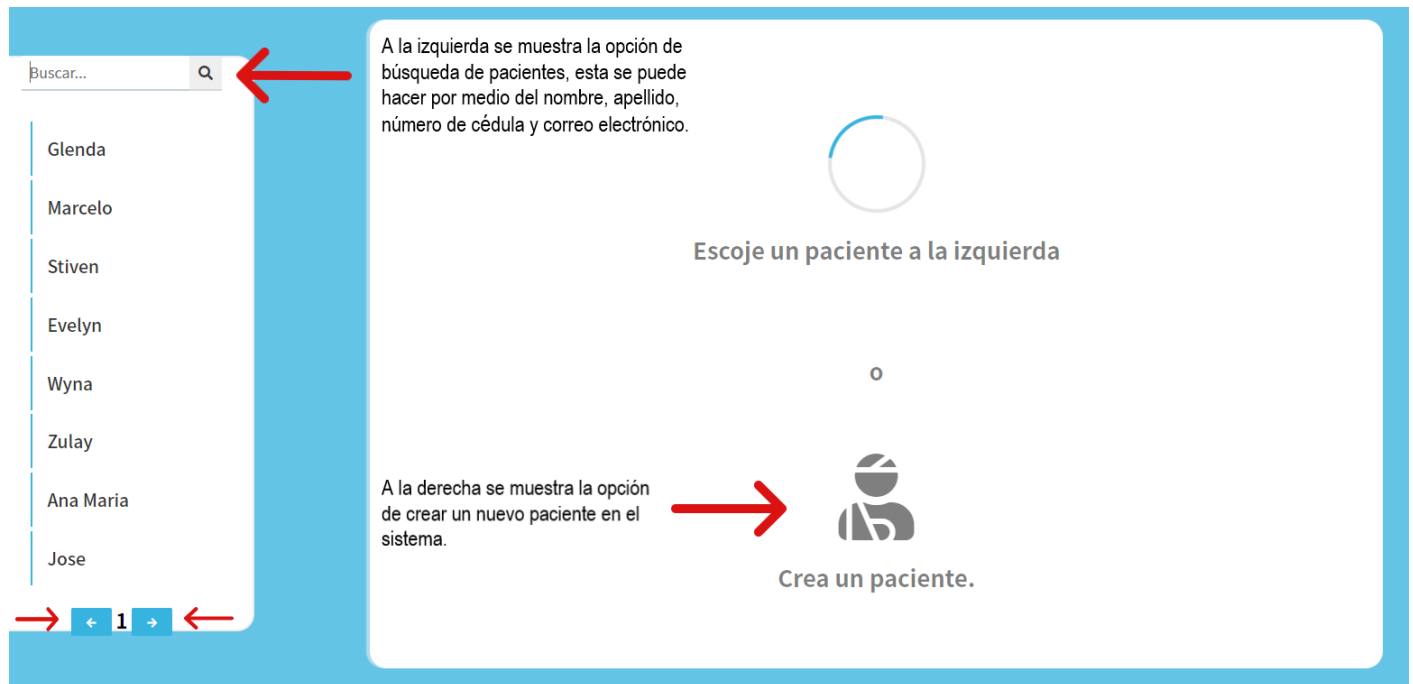 Buscar...
Glenda
Marcelo
Stiven
Evelyn
Wyna
Zulay
Ana Maria
Jose
1
A la izquierda se muestra la opción de
búsqueda de pacientes, esta se puede
hacer por medio del nombre, apellido,
número de cédula y correo electrónico.
Escoje un paciente a la izquierda
o
A la derecha se muestra la opción
de crear un nuevo paciente en el
sistema.
Crea un paciente.